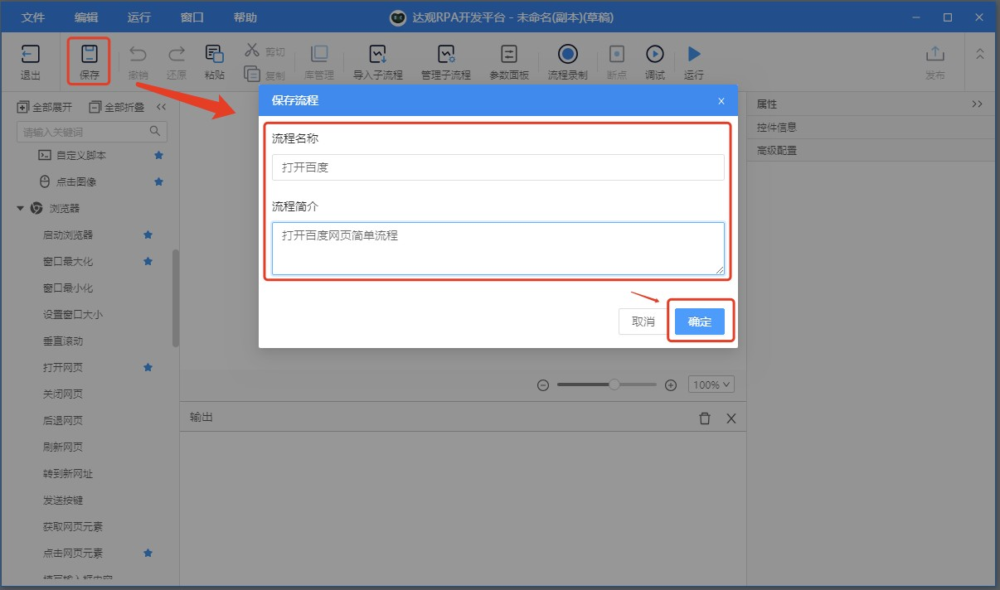 文件 编辑 运行 窗口 帮助 达观RPA开发平台 - 未命名(副本)(草稿)
退出 保存 撤销 还原 粘贴 剪切 复制 库管理 导入子流程 管理子流程 参数面板 流程录制 断点 调试 运行 发布
全部展开 全部折叠
请输入关键词
自定义脚本
点击图像
浏览器
启动浏览器
窗口最大化
窗口最小化
设置窗口大小
垂直滚动
打开网页
关闭网页
后退网页
刷新网页
转到新网址
发送按键
获取网页元素
点击网页元素
填写输入框内容
保存流程
流程名称
打开百度
流程简介
打开百度网页简单流程
取消 确定
100%
输出
属性
控件信息
高级配置